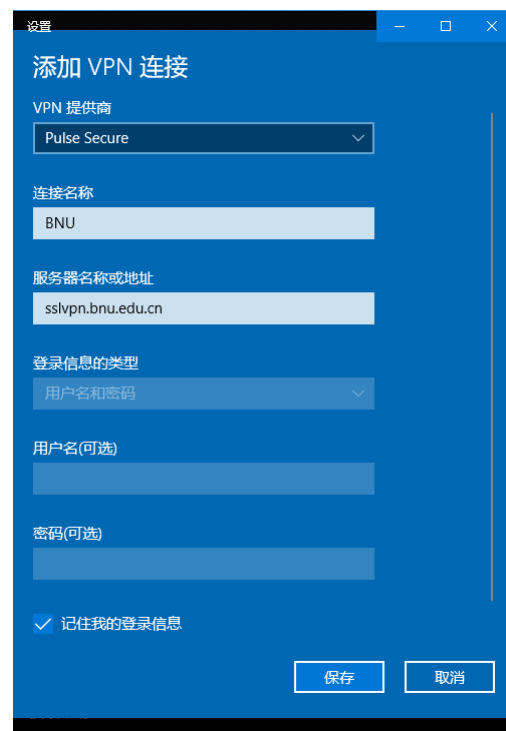 设置
添加 VPN 连接
VPN 提供商
Pulse Secure
连接名称
BNU
服务器名称或地址
sslvpn.bnu.edu.cn
登录信息的类型
用户名和密码
用户名(可选)
密码(可选)
记住我的登录信息
保存 取消